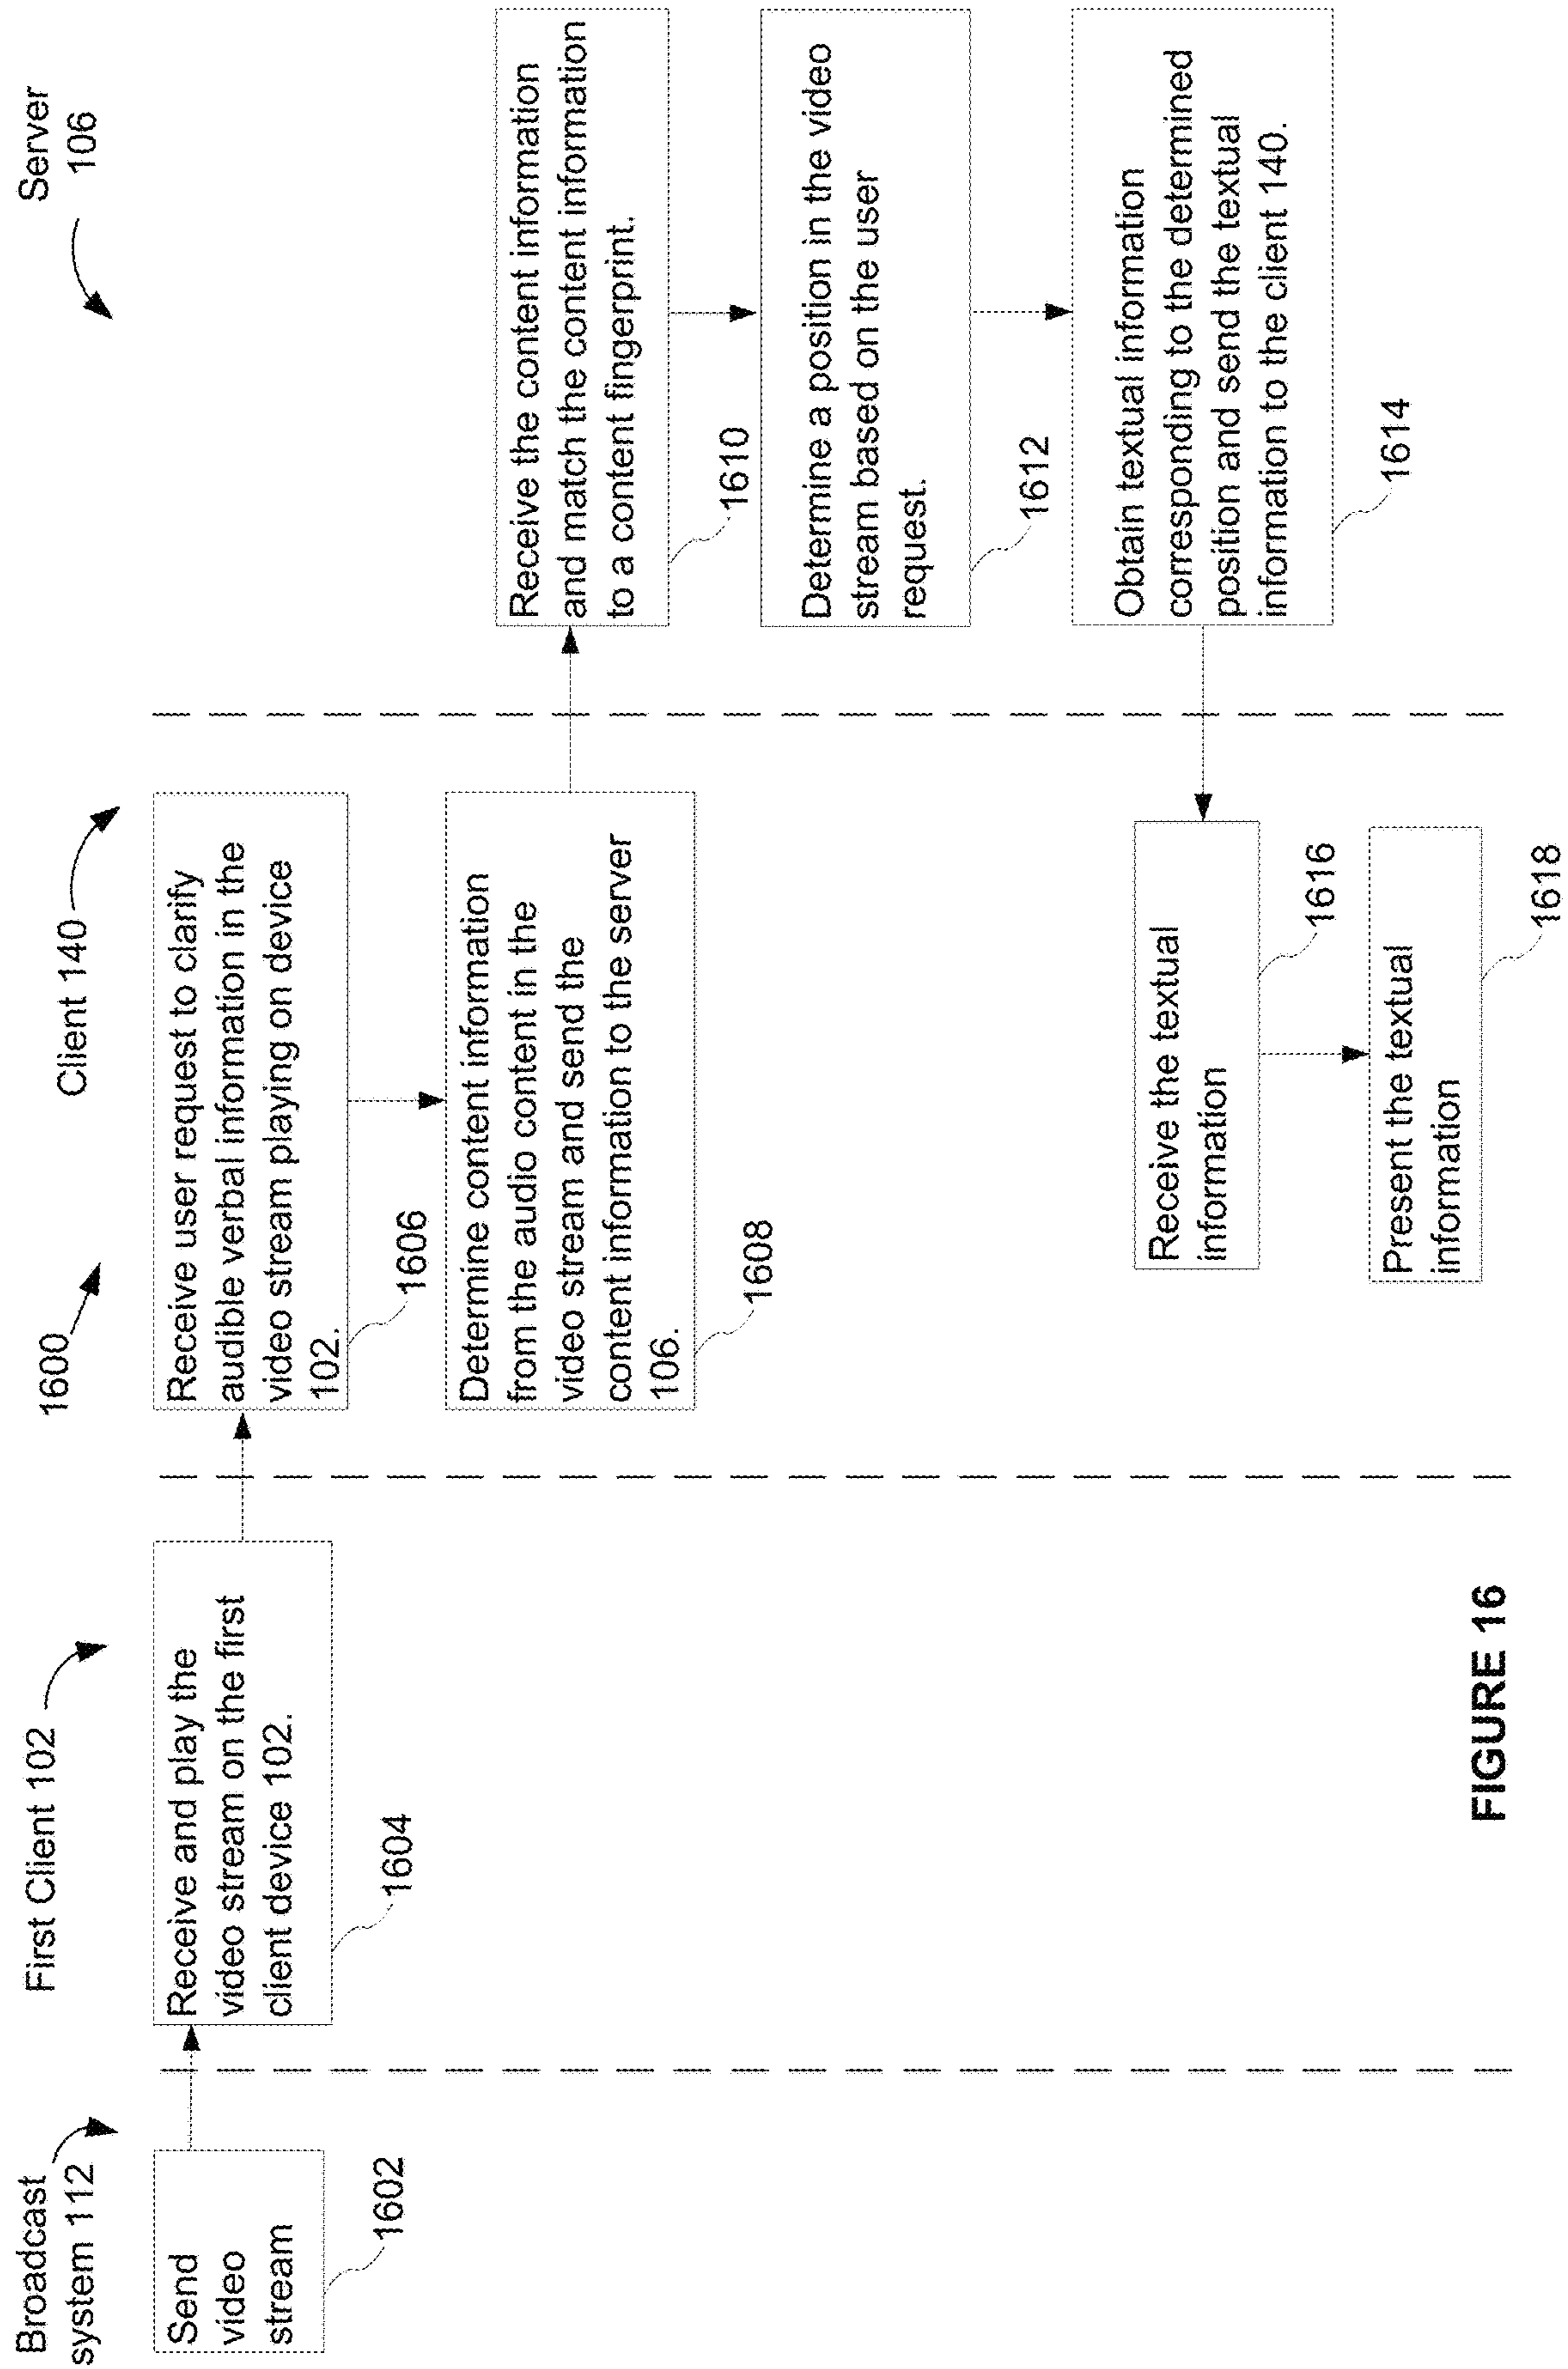 1600
Broadcast
system 112
First Client 102
Client 140
Server
106
Send
video
stream
1602
Receive and play the
video stream on the first
client device 102.
1604
Receive user request to clarify
audible verbal information in the
video stream playing on device
102.
1606
Determine content information
from the audio content in the
video stream and send the
content information to the server
106.
1608
Receive the content information
and match the content information
to a content fingerprint.
1610
Determine a position in the video
stream based on the user
request.
1612
Obtain textual information
corresponding to the determined
position and send the textual
information to the client 140.
1614
Receive the textual
information
1616
Present the textual
information
1618
FIGURE 16